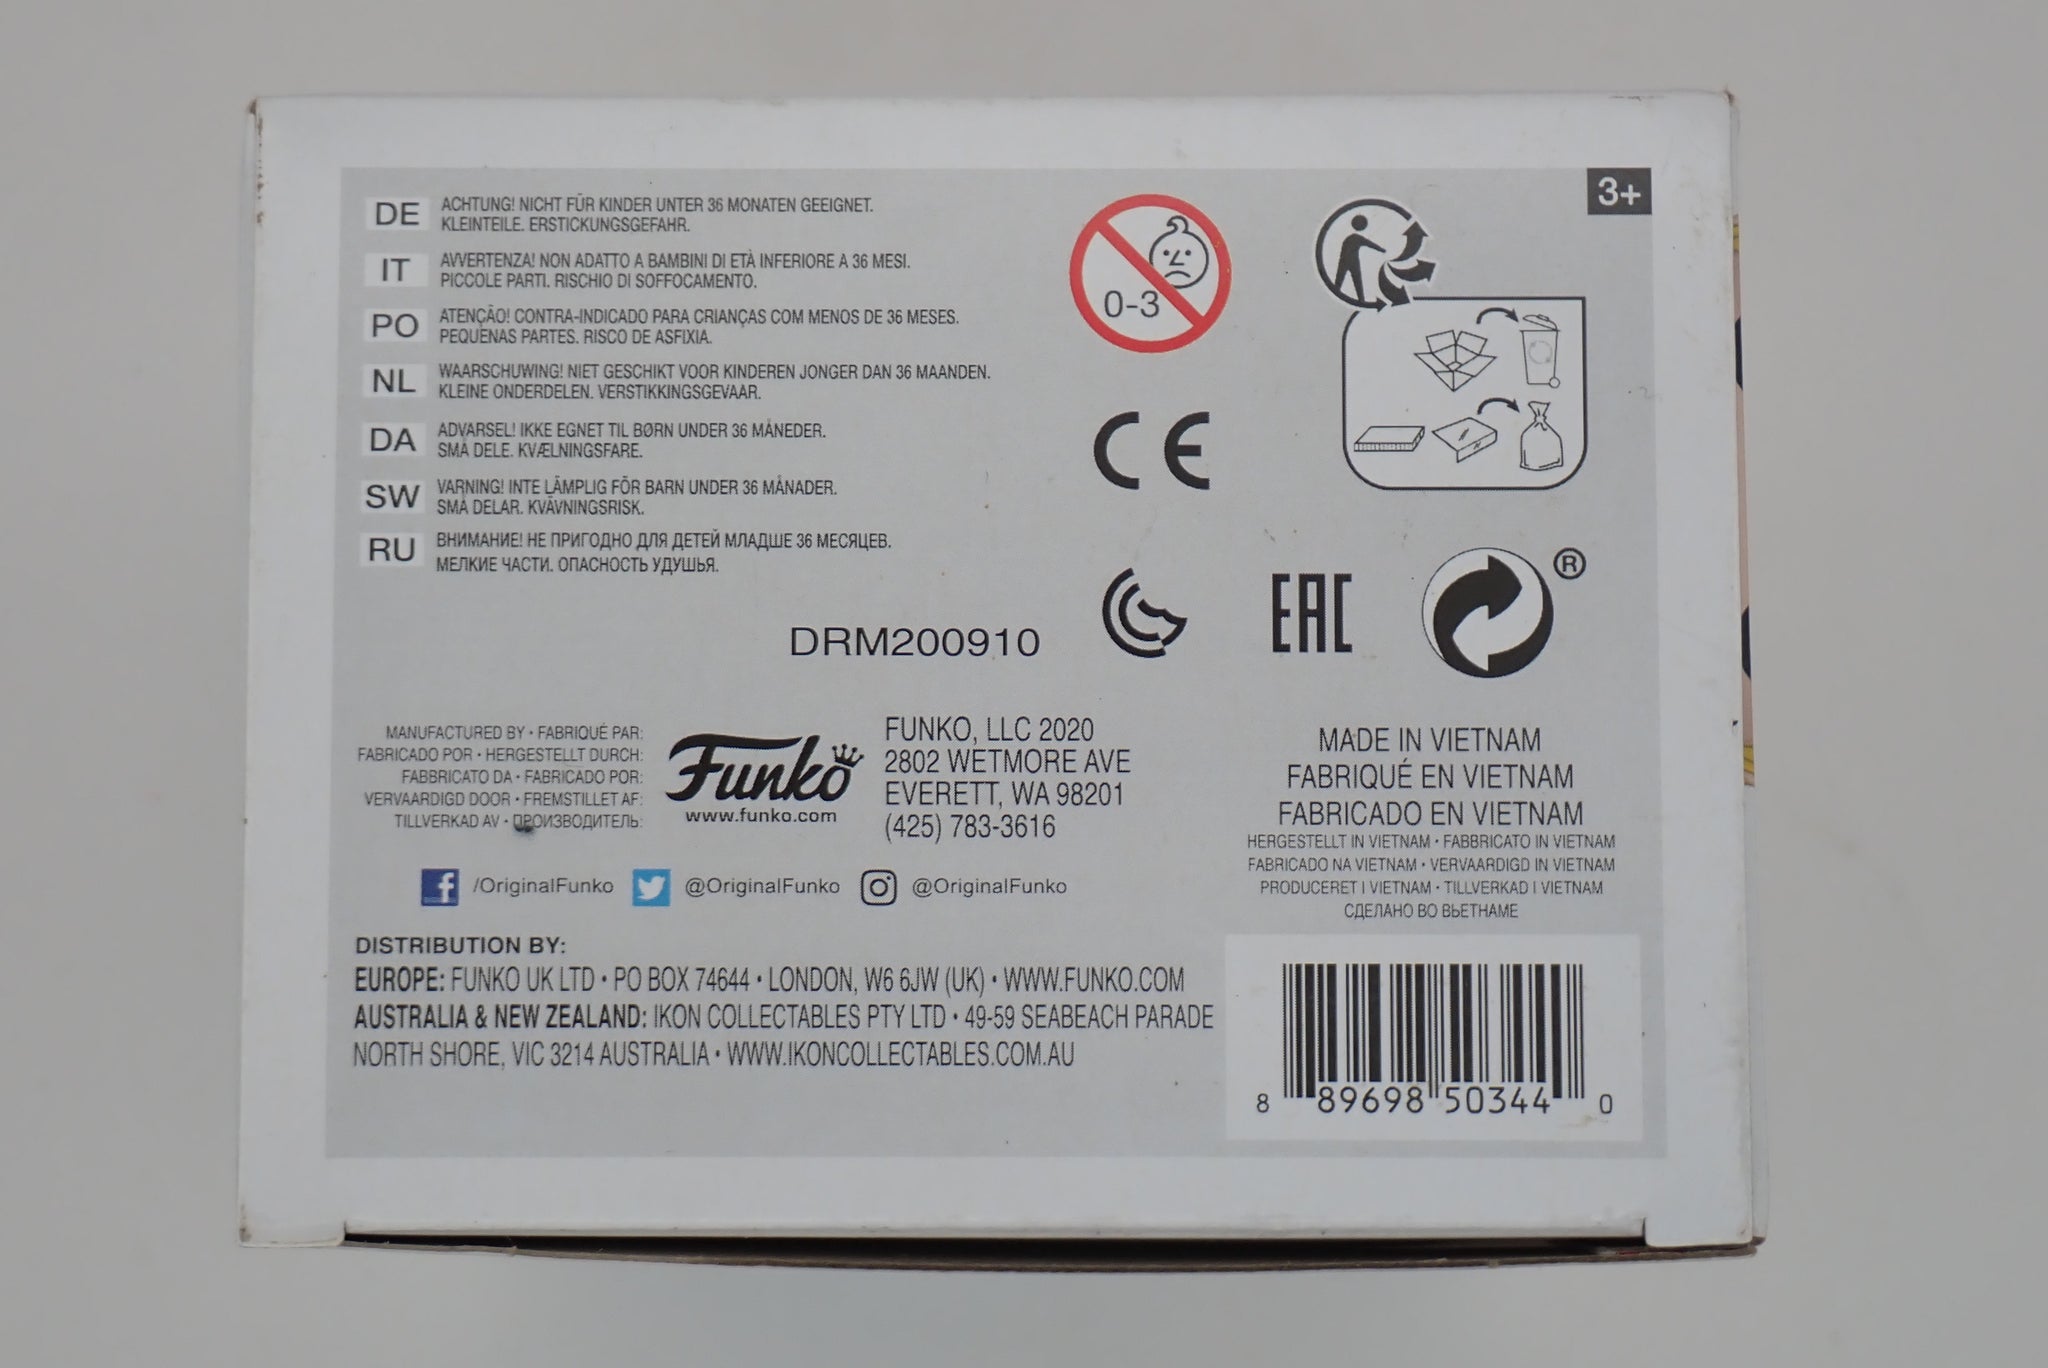 3+
DE
ACHTUNG! NICHT FÜR KINDER UNTER 36 MONATEN GEEIGNET.
KLEINTEILE. ERSTICKUNGSGEFAHR.
IT
AVVERTENZA! NON ADATTO A BAMBINI DI ETÀ INFERIORE A 36 MESI.
PICCOLE PARTI. RISCHIO DI SOFFOCAMENTO.
PO
ATENÇÃO! CONTRA-INDICADO PARA CRIANÇAS COM MENOS DE 36 MESES.
PEQUENAS PARTES. RISCO DE ASFIXIA.
NL
WAARSCHUWING! NIET GESCHIKT VOOR KINDEREN JONGER DAN 36 MAANDEN.
KLEINE ONDERDELEN. VERSTIKKINGSGEVAAR.
DA
ADVARSEL! IKKE EGNET TIL BØRN UNDER 36 MÅNEDER.
SMÅ DELE. KVÆLNINGSFARE.
SW
VARNING! INTE LÄMPLIG FÖR BARN UNDER 36 MÅNADER.
SMÅ DELAR. KVÄVNINGSRISK.
RU
ВНИМАНИЕ! НЕ ПРИГОДНО ДЛЯ ДЕТЕЙ МЛАДШЕ 36 МЕСЯЦЕВ.
МЕЛКИЕ ЧАСТИ. ОПАСНОСТЬ УДУШЬЯ.
0-3
CE
EAC
®
DRM200910
MANUFACTURED BY • FABRIQUÉ PAR:
FABRICADO POR • HERGESTELLT DURCH:
FABBRICATO DA • FABRICADO POR:
VERVAARDIGD DOOR • FREMSTILLET AF:
TILLVERKAD AV • ПРОИЗВОДИТЕЛЬ:
Funko
www.funko.com
FUNKO, LLC 2020
2802 WETMORE AVE
EVERETT, WA 98201
(425) 783-3616
/OriginalFunko @OriginalFunko @OriginalFunko
MADE IN VIETNAM
FABRIQUÉ EN VIETNAM
FABRICADO EN VIETNAM
HERGESTELLT IN VIETNAM • FABBRICATO IN VIETNAM
FABRICADO NA VIETNAM • VERVAARDIGD IN VIETNAM
PRODUCERET I VIETNAM • TILLVERKAD I VIETNAM
СДЕЛАНО ВО ВЬЕТНАМЕ
DISTRIBUTION BY:
EUROPE: FUNKO UK LTD • PO BOX 74644 • LONDON, W6 6JW (UK) • WWW.FUNKO.COM
AUSTRALIA & NEW ZEALAND: IKON COLLECTABLES PTY LTD • 49-59 SEABEACH PARADE
NORTH SHORE, VIC 3214 AUSTRALIA • WWW.IKONCOLLECTABLES.COM.AU
8 89698 50344 0